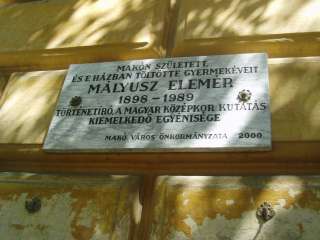 MAKÓN SZÜLETETT,
ÉS E HÁZBAN TÖLTÖTTE GYERMEKÉVEIT
MÁLYUSZ ELEMÉR
1898 - 1989
TÖRTÉNETÍRÓ, A MAGYAR KÖZÉPKOR KUTATÁS
KIEMELKEDŐ EGYÉNISÉGE
MAKÓ VÁROS ÖNKORMÁNYZATA 2000